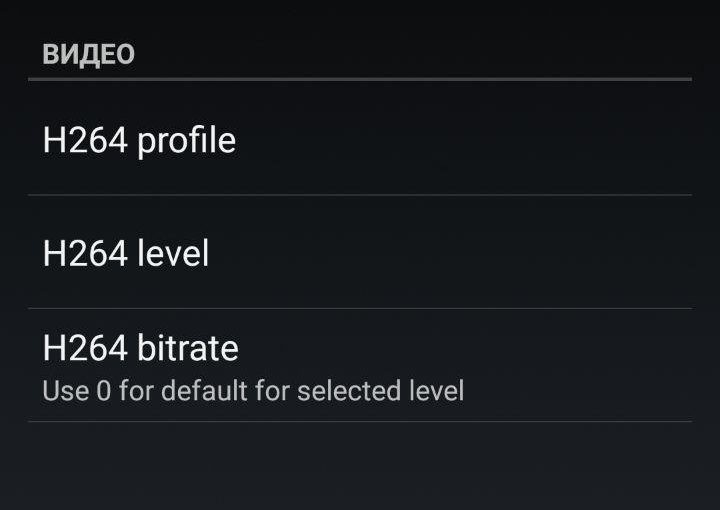 ВИДЕО
H264 profile
H264 level
H264 bitrate
Use 0 for default for selected level